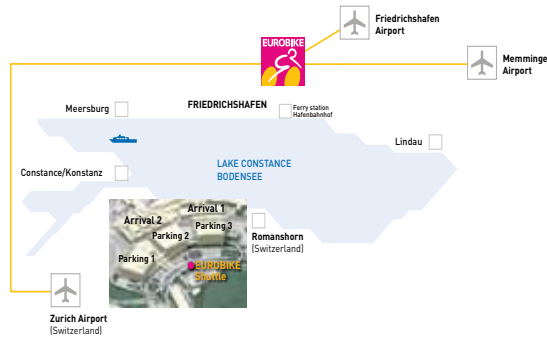 Friedrichshafen
Airport
EUROBIKE
Memminge
Airport
Meersburg
FRIEDRICHSHAFEN
Ferry station
Hafenbahnhof
Lindau
LAKE CONSTANCE
BODENSEE
Constance/Konstanz
Arrival 1
Arrival 2
Parking 3
Parking 2
Parking 1
EUROBIKE
Shuttle
Romanshorn
(Switzerland)
Zurich Airport
(Switzerland)